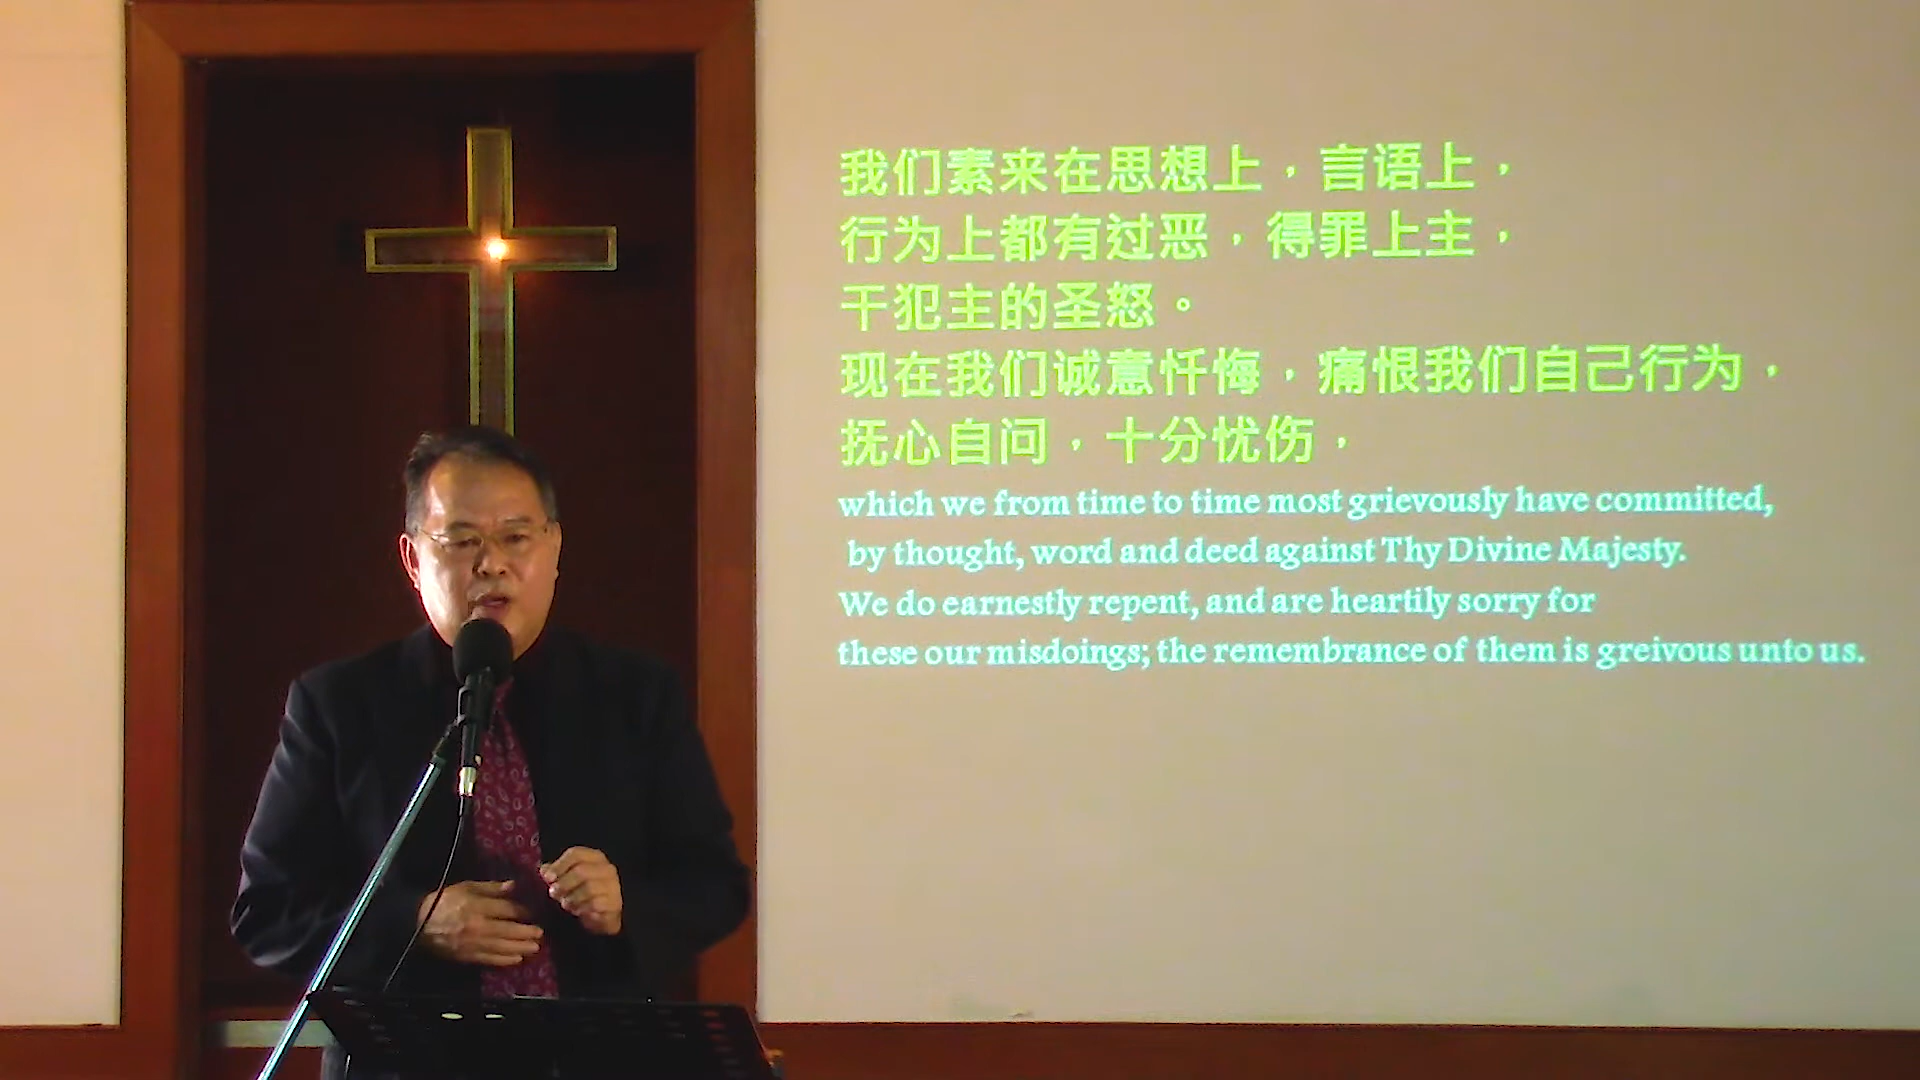 我们素来在思想上，言语上，
行为上都有过恶，得罪上主，
干犯主的圣怒。
现在我们诚意忏悔，痛恨我们自己行为，
抚心自问，十分忧伤，
which we from time to time most grievously have committed,
by thought, word and deed against Thy Divine Majesty.
We do earnestly repent, and are heartily sorry for
these our misdoings; the remembrance of them is greivous unto us.